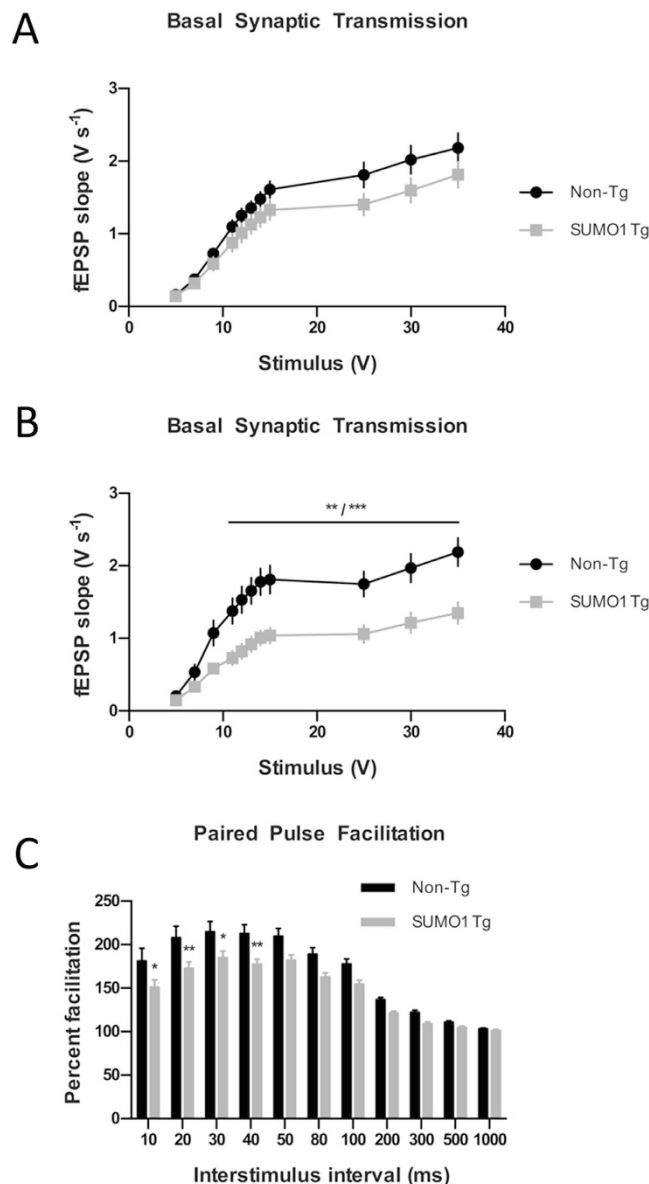 A
Basal Synaptic Transmission
3
2
1
0
fEPSP slope (V s-1)
0 10 20 30 40
Stimulus (V)
Non-Tg
SUMO1 Tg
B
Basal Synaptic Transmission
** / ***
3
2
1
0
fEPSP slope (V s-1)
0 10 20 30 40
Stimulus (V)
Non-Tg
SUMO1 Tg
C
Paired Pulse Facilitation
Non-Tg
SUMO1 Tg
250
200
150
100
50
0
Percent facilitation
* ** * **
10 20 30 40 50 80 100 200 300 500 1000
Interstimulus interval (ms)